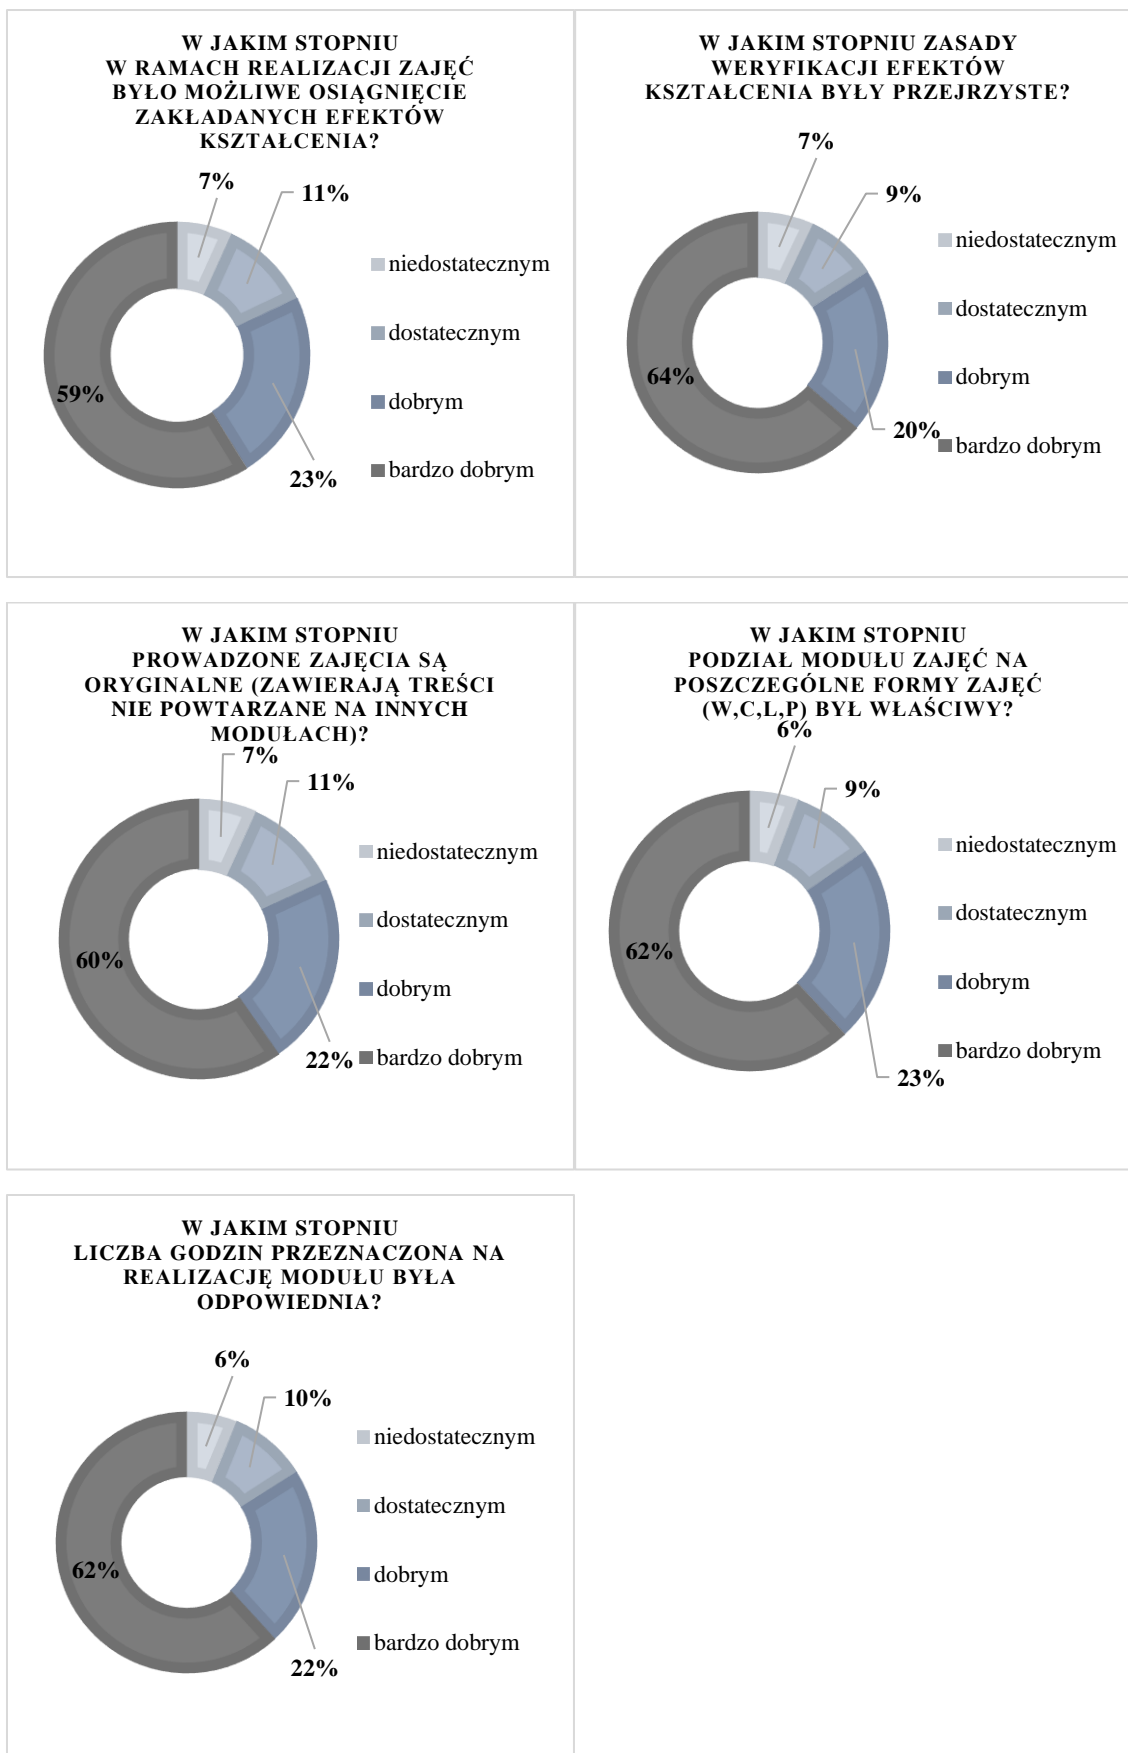 W JAKIM STOPNIU
W RAMACH REALIZACJI ZAJĘĆ
BYŁO MOŻLIWE OSIĄGNIĘCIE
ZAKŁADANYCH EFEKTÓW
KSZTAŁCENIA?
7%
11%
59%
23%
niedostatecznym
dostatecznym
dobrym
bardzo dobrym
W JAKIM STOPNIU ZASADY
WERYFIKACJI EFEKTÓW
KSZTAŁCENIA BYŁY PRZEJRZYSTE?
7%
9%
64%
20%
niedostatecznym
dostatecznym
dobrym
bardzo dobrym
W JAKIM STOPNIU
PROWADZONE ZAJĘCIA SĄ
ORYGINALNE (ZAWIERAJĄ TREŚCI
NIE POWTARZANE NA INNYCH
MODUŁACH)?
7%
11%
60%
22%
niedostatecznym
dostatecznym
dobrym
bardzo dobrym
W JAKIM STOPNIU
PODZIAŁ MODUŁU ZAJĘĆ NA
POSZCZEGÓLNE FORMY ZAJĘĆ
(W,C,L,P) BYŁ WŁAŚCIWY?
6%
9%
62%
23%
niedostatecznym
dostatecznym
dobrym
bardzo dobrym
W JAKIM STOPNIU
LICZBA GODZIN PRZEZNACZONA NA
REALIZACJĘ MODUŁU BYŁA
ODPOWIEDNIA?
6%
10%
62%
22%
niedostatecznym
dostatecznym
dobrym
bardzo dobrym